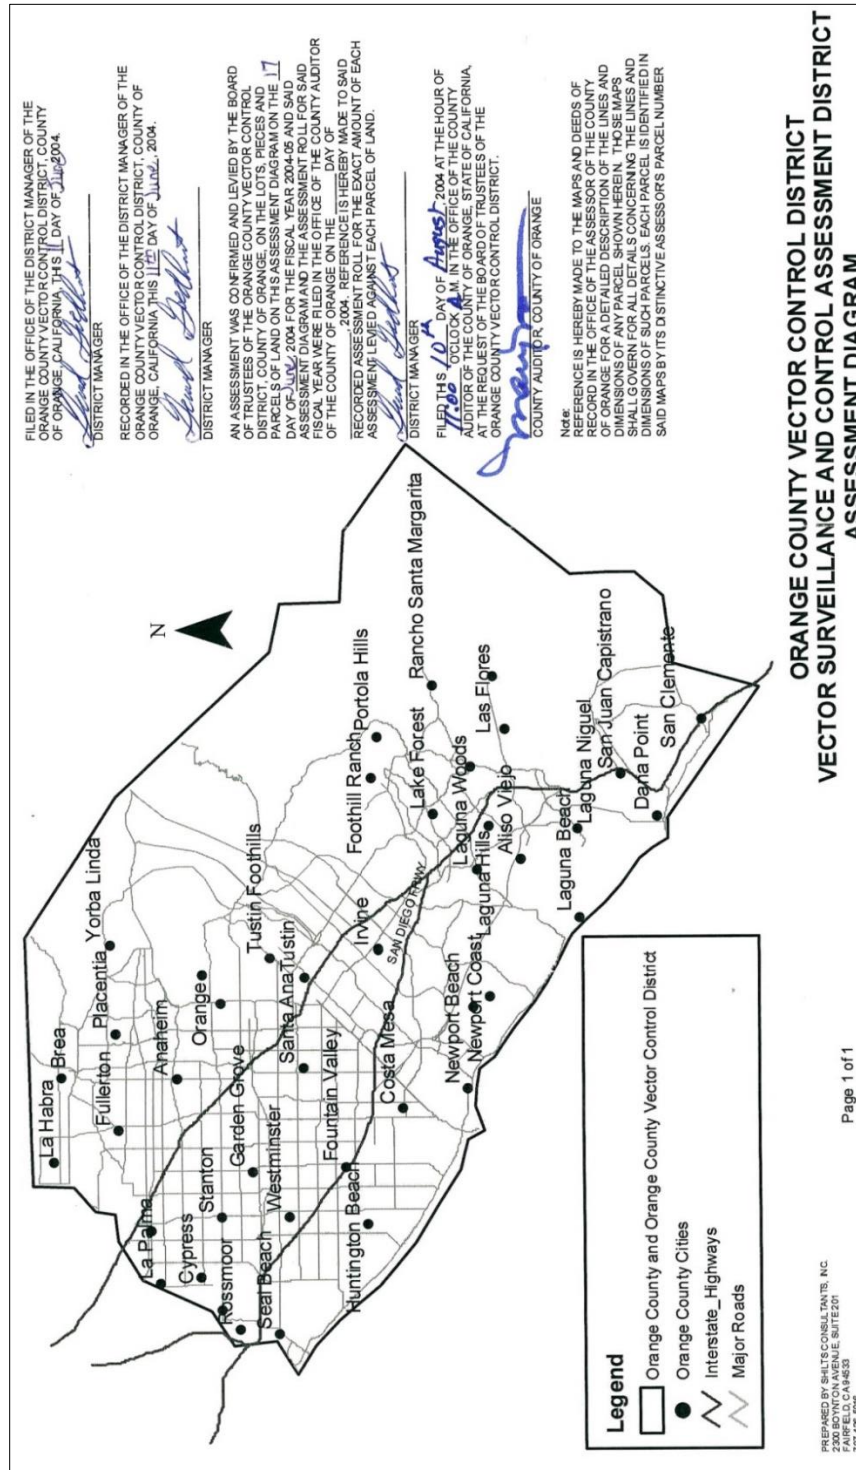 FILED IN THE OFFICE OF THE DISTRICT MANAGER OF THE
ORANGE COUNTY VECTOR CONTROL DISTRICT, COUNTY
OF ORANGE, CALIFORNIA, THIS 11 DAY OF June 2004.
DISTRICT MANAGER
RECORDED IN THE OFFICE OF THE DISTRICT MANAGER OF THE
ORANGE COUNTY VECTOR CONTROL DISTRICT, COUNTY OF
ORANGE, CALIFORNIA THIS 11th DAY OF June, 2004.
DISTRICT MANAGER
AN ASSESSMENT WAS CONFIRMED AND LEVIED BY THE BOARD
OF TRUSTEES OF THE ORANGE COUNTY VECTOR CONTROL
DISTRICT, COUNTY OF ORANGE, ON THE LOTS, PIECES AND
PARCELS OF LAND ON THIS ASSESSMENT DIAGRAM ON THE 17
DAY OF June, 2004 FOR THE FISCAL YEAR 2004-05 AND SAID
ASSESSMENT DIAGRAM AND THE ASSESSMENT ROLL FOR SAID
FISCAL YEAR WERE FILED IN THE OFFICE OF THE COUNTY AUDITOR
OF THE COUNTY OF ORANGE ON THE ____ DAY OF
____, 2004. REFERENCE IS HEREBY MADE TO SAID
RECORDED ASSESSMENT ROLL FOR THE EXACT AMOUNT OF EACH
ASSESSMENT LEVIED AGAINST EACH PARCEL OF LAND.
DISTRICT MANAGER
FILED THIS 10th DAY OF August, 2004 AT THE HOUR OF
11:00 O'CLOCK A.M. IN THE OFFICE OF THE COUNTY
AUDITOR OF THE COUNTY OF ORANGE, STATE OF CALIFORNIA,
AT THE REQUEST OF THE BOARD OF TRUSTEES OF THE
ORANGE COUNTY VECTOR CONTROL DISTRICT.
COUNTY AUDITOR, COUNTY OF ORANGE
Note:
REFERENCE IS HEREBY MADE TO THE MAPS AND DEEDS OF
RECORD IN THE OFFICE OF THE ASSESSOR OF THE COUNTY
OF ORANGE FOR A DETAILED DESCRIPTION OF THE LINES AND
DIMENSIONS OF ANY PARCEL SHOWN HEREIN. THOSE MAPS
SHALL GOVERN FOR ALL DETAILS CONCERNING THE LINES AND
DIMENSIONS OF SUCH PARCELS. EACH PARCEL IS IDENTIFIED IN
SAID MAPS BY ITS DISTINCTIVE ASSESSOR'S PARCEL NUMBER
N
La Habra
Brea
Yorba Linda
Placentia
Fullerton
La Palma
Anaheim
Cypress
Stanton
Orange
Rossmoor
Garden Grove
Tustin Foothills
Seal Beach
Westminster
Santa Ana
Tustin
Fountain Valley
Huntington Beach
Irvine
Foothill Ranch
Portola Hills
Costa Mesa
SAN DIEGO FRWY
Lake Forest
Rancho Santa Margarita
Newport Beach
Newport Coast
Laguna Woods
Laguna Hills
Las Flores
Aliso Viejo
Laguna Beach
Laguna Niguel
San Juan Capistrano
Dana Point
San Clemente
Legend
Orange County and Orange County Vector Control District
Orange County Cities
Interstate_Highways
Major Roads
ORANGE COUNTY VECTOR CONTROL DISTRICT
VECTOR SURVEILLANCE AND CONTROL ASSESSMENT DISTRICT
ASSESSMENT DIAGRAM
PREPARED BY SHILTS CONSULTANTS, INC.
2300 BOYNTON AVENUE, SUITE 201
FAIRFIELD, CA 94533
Page 1 of 1